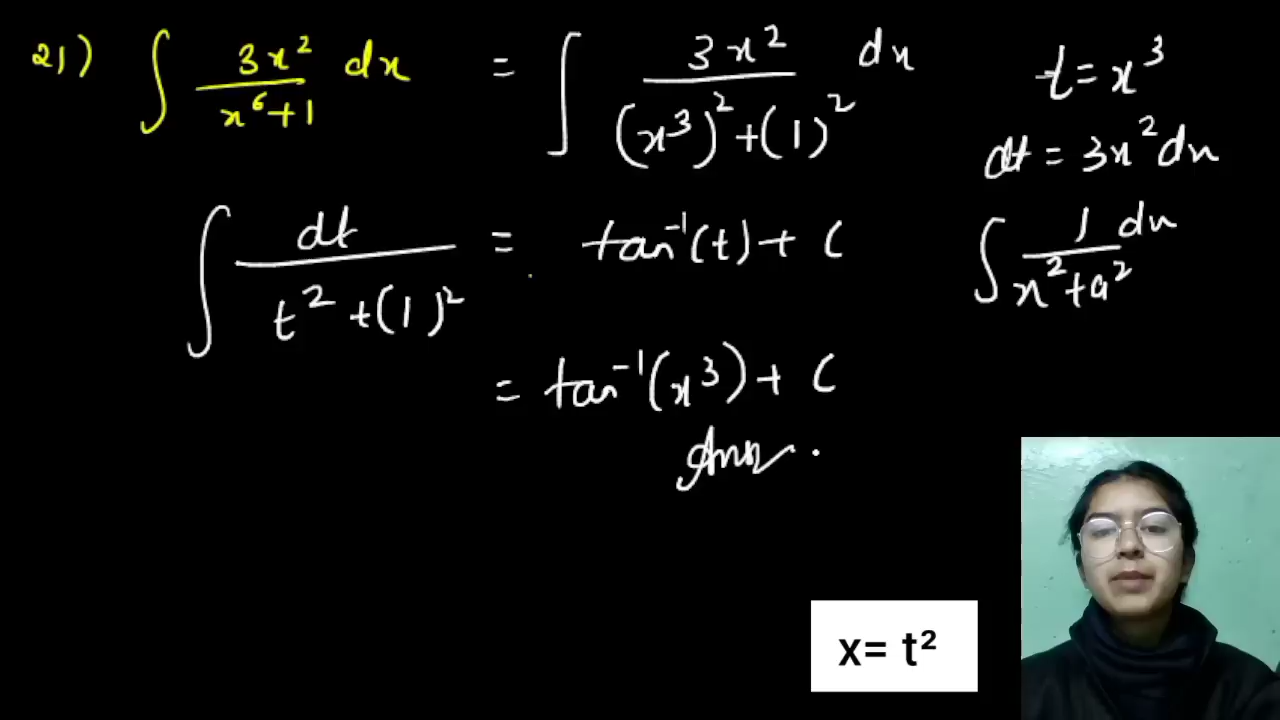 21) ∫ 3x²/(x⁶+1) dx = ∫ 3x²/((x³)²+(1)²) dx
t = x³
dt = 3x² dx
∫ dt/(t²+(1)²) = tan⁻¹(t) + C
∫ 1/(x²+a²) dx
= tan⁻¹(x³) + C
Ans.
x= t²